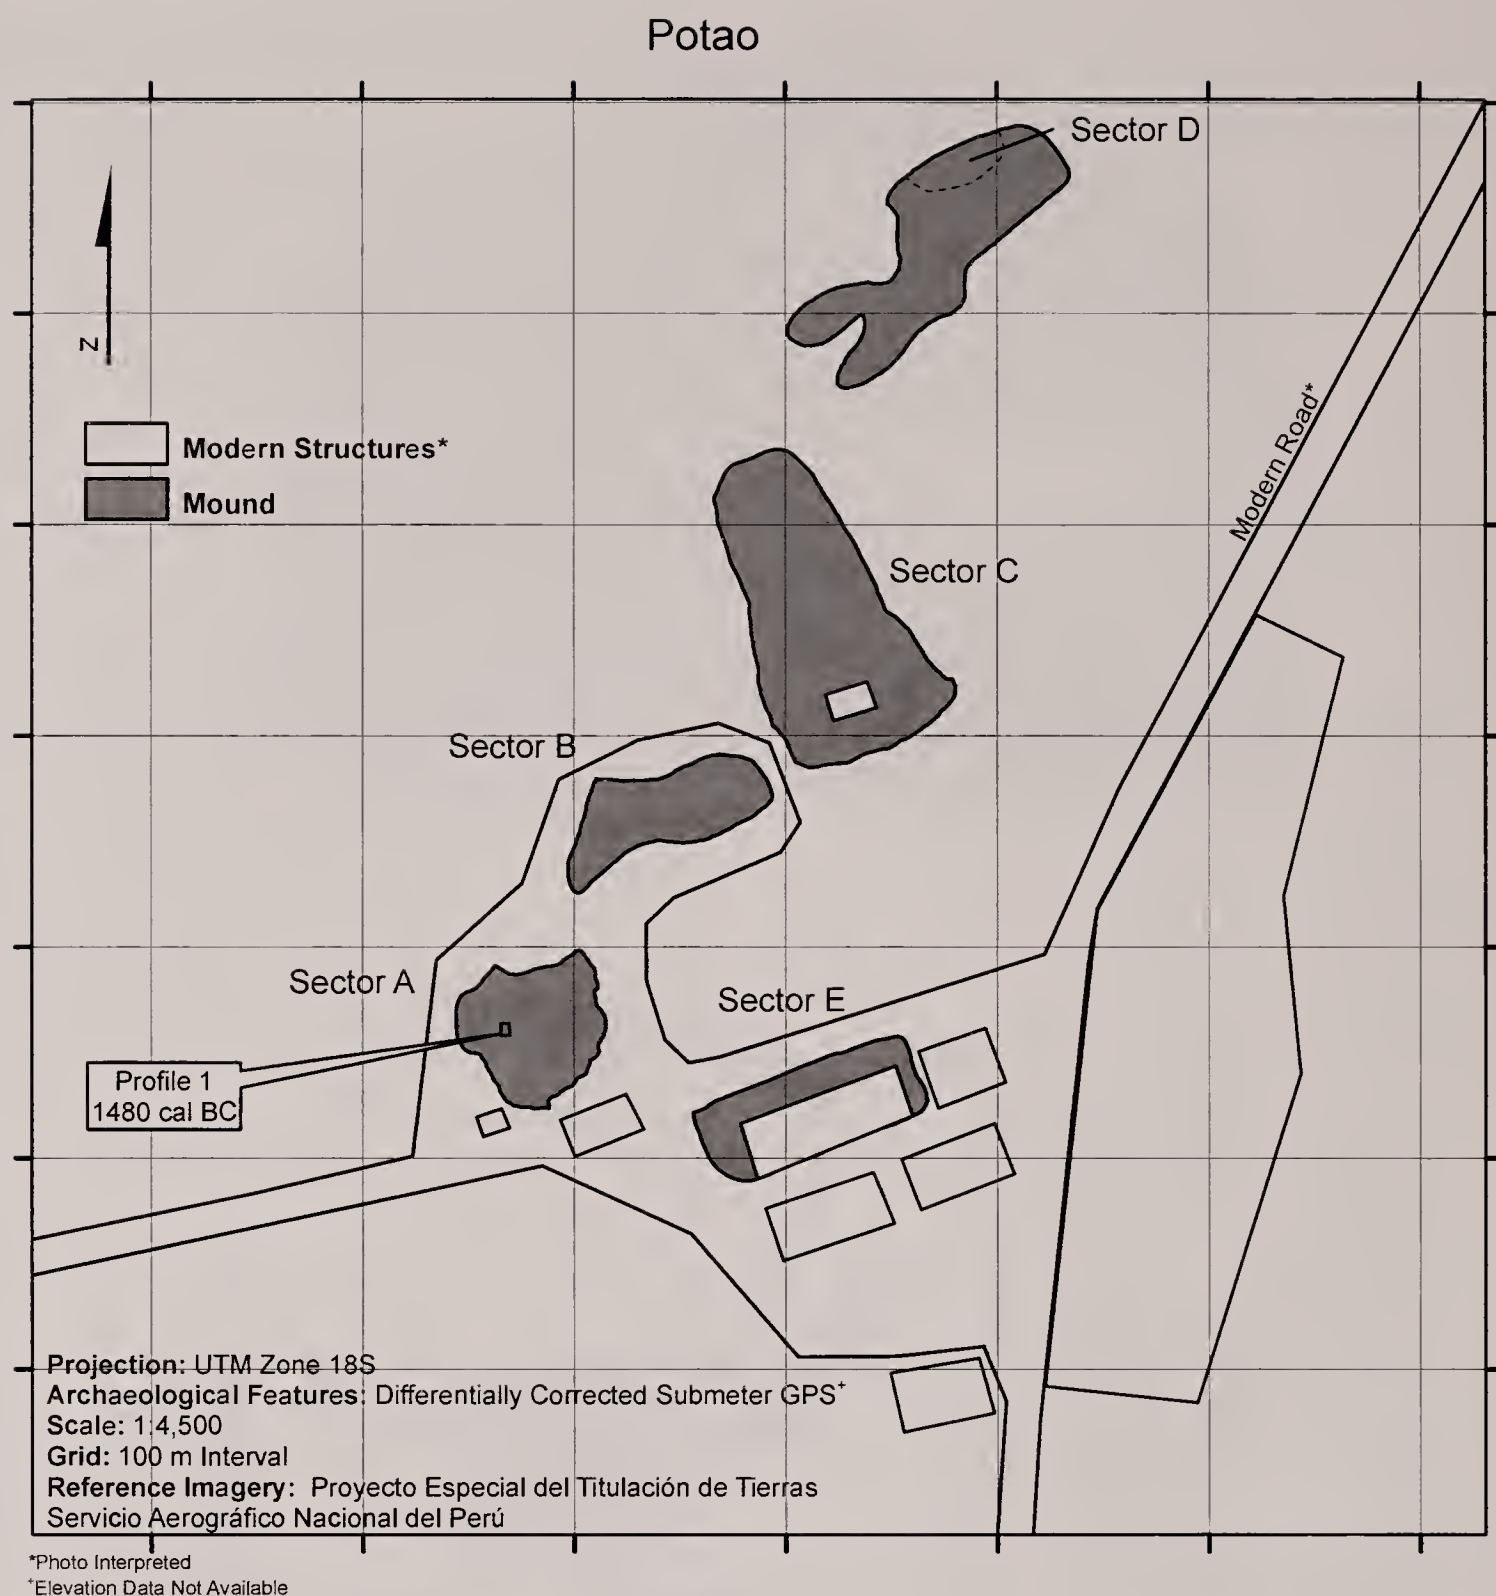 Potao
Sector D
N
Modern Structures*
Mound
Modern Road*
Sector C
Sector B
Sector A
Sector E
Profile 1
1480 cal BC
Projection: UTM Zone 18S
Archaeological Features: Differentially Corrected Submeter GPS+
Scale: 1:4,500
Grid: 100 m Interval
Reference Imagery: Proyecto Especial del Titulación de Tierras
Servicio Aerográfico Nacional del Perú
*Photo Interpreted
+Elevation Data Not Available